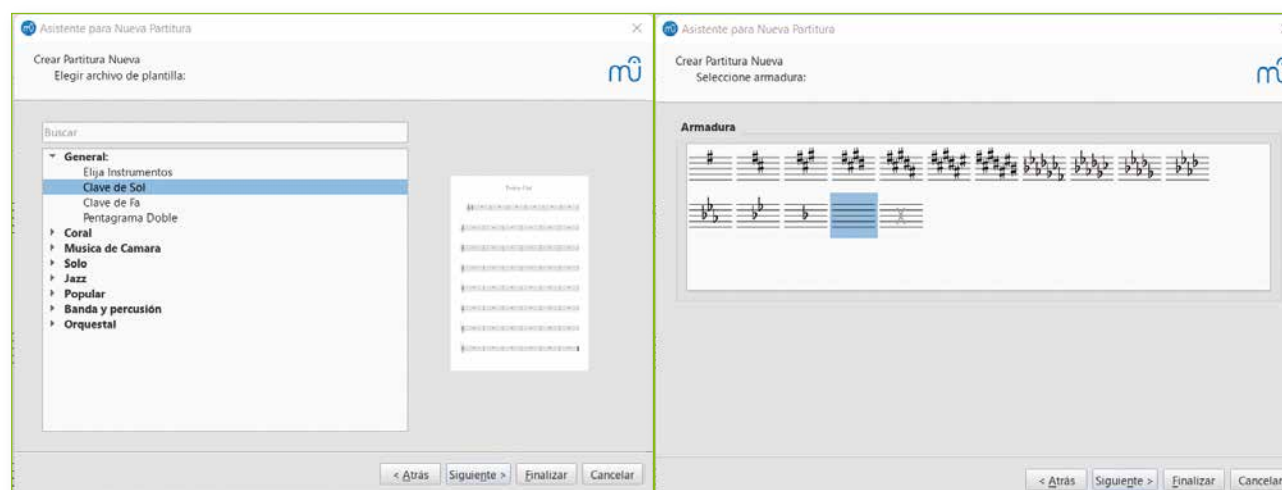 Asistente para Nueva Partitura
Crear Partitura Nueva
Elegir archivo de plantilla:
Buscar
General:
Elija Instrumentos
Clave de Sol
Clave de Fa
Pentagrama Doble
Coral
Musica de Camara
Solo
Jazz
Popular
Banda y percusión
Orquestal
< Atrás Siguiente > Finalizar Cancelar
Asistente para Nueva Partitura
Crear Partitura Nueva
Seleccione armadura:
Armadura
< Atrás Siguiente > Finalizar Cancelar